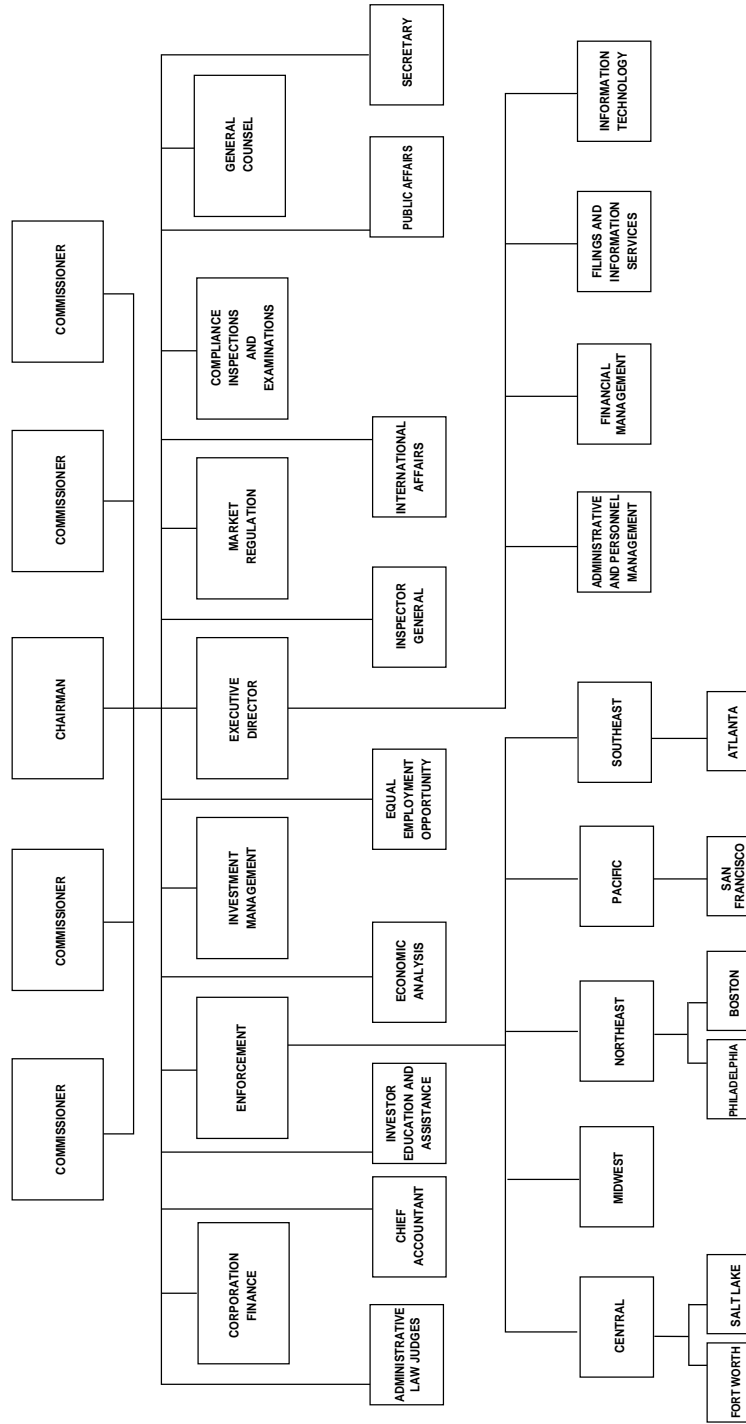 COMMISSIONER
COMMISSIONER
CHAIRMAN
COMMISSIONER
COMMISSIONER
CORPORATION
FINANCE
ENFORCEMENT
INVESTMENT
MANAGEMENT
EXECUTIVE
DIRECTOR
MARKET
REGULATION
COMPLIANCE
INSPECTIONS
AND
EXAMINATIONS
GENERAL
COUNSEL
ADMINISTRATIVE
LAW JUDGES
CHIEF
ACCOUNTANT
INVESTOR
EDUCATION AND
ASSISTANCE
ECONOMIC
ANALYSIS
EQUAL
EMPLOYMENT
OPPORTUNITY
INSPECTOR
GENERAL
INTERNATIONAL
AFFAIRS
PUBLIC AFFAIRS
SECRETARY
CENTRAL
MIDWEST
NORTHEAST
PACIFIC
SOUTHEAST
ADMINISTRATIVE
AND PERSONNEL
MANAGEMENT
FINANCIAL
MANAGEMENT
FILINGS AND
INFORMATION
SERVICES
INFORMATION
TECHNOLOGY
FORT WORTH
SALT LAKE
PHILADELPHIA
BOSTON
SAN
FRANCISCO
ATLANTA